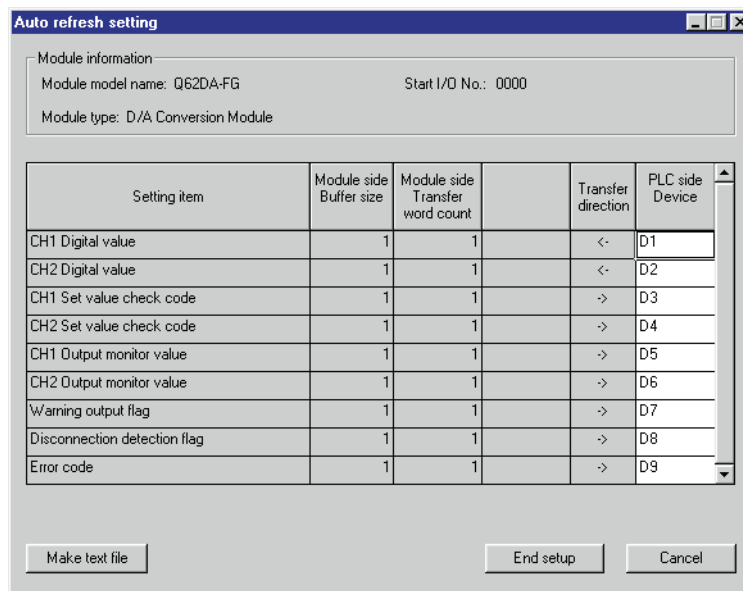 Auto refresh setting
Module information
Module model name: Q62DA-FG Start I/O No.: 0000
Module type: D/A Conversion Module
Setting item Module side Buffer size Module side Transfer word count Transfer direction PLC side Device
CH1 Digital value 1 1 <- D1
CH2 Digital value 1 1 <- D2
CH1 Set value check code 1 1 -> D3
CH2 Set value check code 1 1 -> D4
CH1 Output monitor value 1 1 -> D5
CH2 Output monitor value 1 1 -> D6
Warning output flag 1 1 -> D7
Disconnection detection flag 1 1 -> D8
Error code 1 1 -> D9
Make text file End setup Cancel